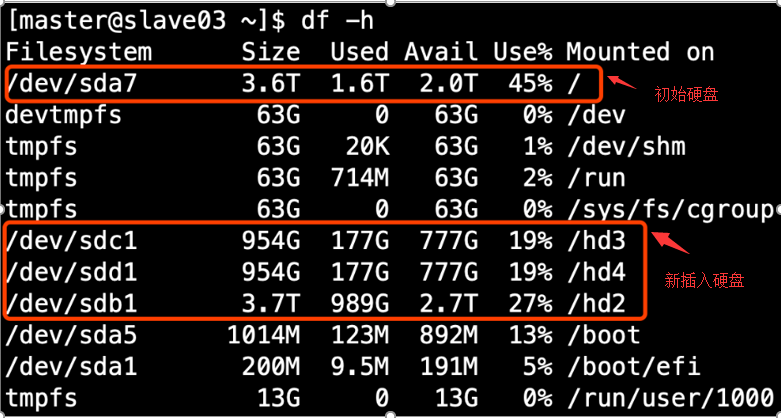 [master@slave03 ~]$ df -h
Filesystem Size Used Avail Use% Mounted on
/dev/sda7 3.6T 1.6T 2.0T 45% /
初始硬盘
devtmpfs 63G 0 63G 0% /dev
tmpfs 63G 20K 63G 1% /dev/shm
tmpfs 63G 714M 63G 2% /run
tmpfs 63G 0 63G 0% /sys/fs/cgroup
/dev/sdc1 954G 177G 777G 19% /hd3
/dev/sdd1 954G 177G 777G 19% /hd4
新插入硬盘
/dev/sdb1 3.7T 989G 2.7T 27% /hd2
/dev/sda5 1014M 123M 892M 13% /boot
/dev/sda1 200M 9.5M 191M 5% /boot/efi
tmpfs 13G 0 13G 0% /run/user/1000